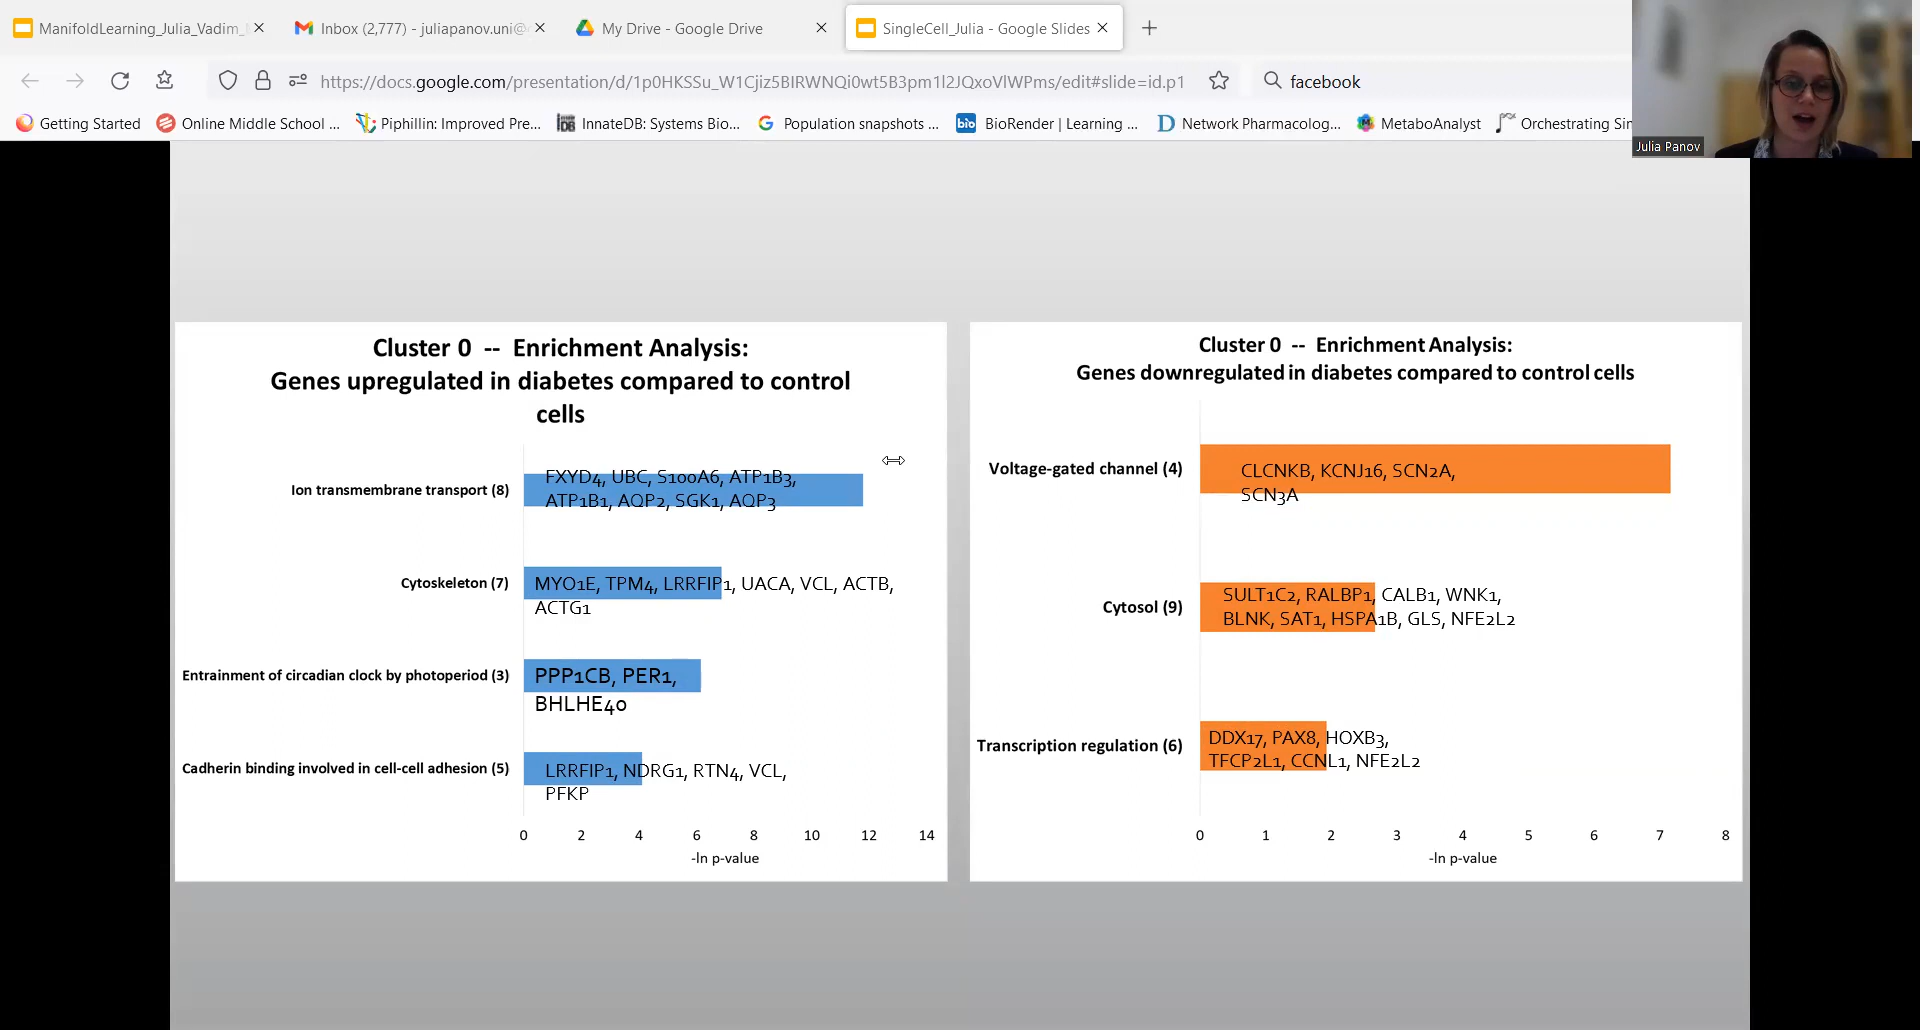 ManifoldLearning_Julia_Vadim_
Inbox (2,777) - juliapanov.uni@
My Drive - Google Drive
SingleCell_Julia - Google Slides
https://docs.google.com/presentation/d/1p0HKSSu_W1Cjiz5BIRWNQi0wt5B3pm1l2JQxoVlWPms/edit#slide=id.p1
facebook
Getting Started
Online Middle School ...
Piphillin: Improved Pre...
InnateDB: Systems Bio...
Population snapshots ...
BioRender | Learning ...
Network Pharmacolog...
MetaboAnalyst
Orchestrating Sin
Julia Panov
Cluster 0 -- Enrichment Analysis:
Genes upregulated in diabetes compared to control
cells
Ion transmembrane transport (8)
FXYD4, UBC, S100A6, ATP1B3,
ATP1B1, AQP2, SGK1, AQP3
Cytoskeleton (7)
MYO1E, TPM4, LRRFIP1, UACA, VCL, ACTB,
ACTG1
Entrainment of circadian clock by photoperiod (3)
PPP1CB, PER1,
BHLHE40
Cadherin binding involved in cell-cell adhesion (5)
LRRFIP1, NDRG1, RTN4, VCL,
PFKP
0 2 4 6 8 10 12 14
-ln p-value
Cluster 0 -- Enrichment Analysis:
Genes downregulated in diabetes compared to control cells
Voltage-gated channel (4)
CLCNKB, KCNJ16, SCN2A,
SCN3A
Cytosol (9)
SULT1C2, RALBP1, CALB1, WNK1,
BLNK, SAT1, HSPA1B, GLS, NFE2L2
Transcription regulation (6)
DDX17, PAX8, HOXB3,
TFCP2L1, CCNL1, NFE2L2
0 1 2 3 4 5 6 7 8
-ln p-value